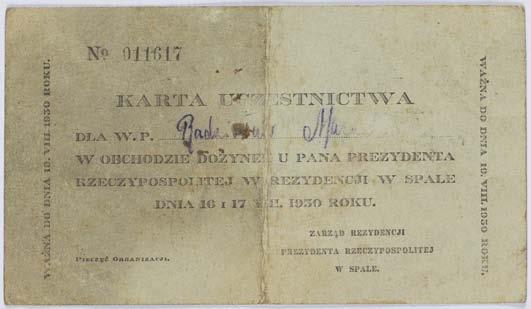 WAŻNA DO DNIA 18. VIII. 1930 ROKU.
№ 011617
KARTA UCZESTNICTWA
DLA W. P.
W OBCHODZIE DOŻYNEK U PANA PREZYDENTA
RZECZYPOSPOLITEJ W REZYDENCJI W SPALE
DNIA 16 I 17 VIII. 1930 ROKU.
ZARZĄD REZYDENCJI
PREZYDENTA RZECZYPOSPOLITEJ
W SPALE.
PIECZĘĆ ORGANIZACJI.
WAŻNA DO DNIA 18. VIII. 1930 ROKU.